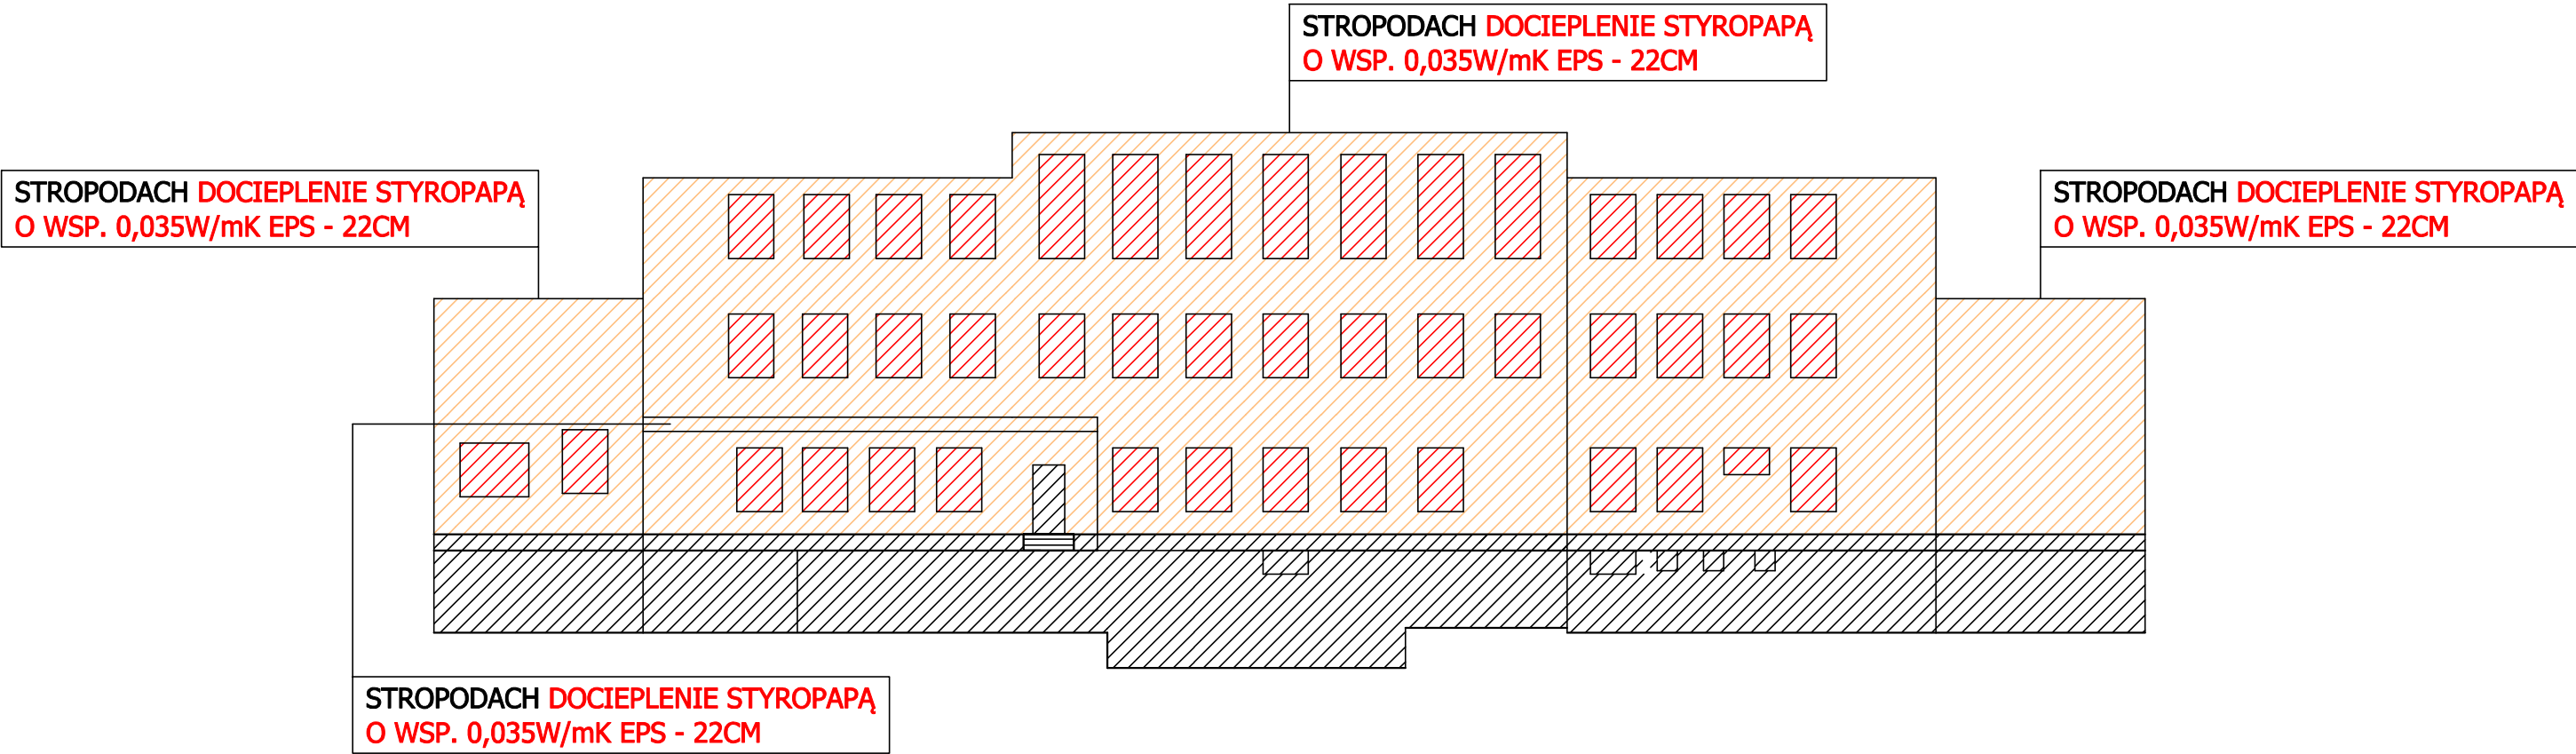 STROPODACH DOCIEPLENIE STYROPAPĄ
O WSP. 0,035W/mK EPS - 22CM
STROPODACH DOCIEPLENIE STYROPAPĄ
O WSP. 0,035W/mK EPS - 22CM
STROPODACH DOCIEPLENIE STYROPAPĄ
O WSP. 0,035W/mK EPS - 22CM
STROPODACH DOCIEPLENIE STYROPAPĄ
O WSP. 0,035W/mK EPS - 22CM